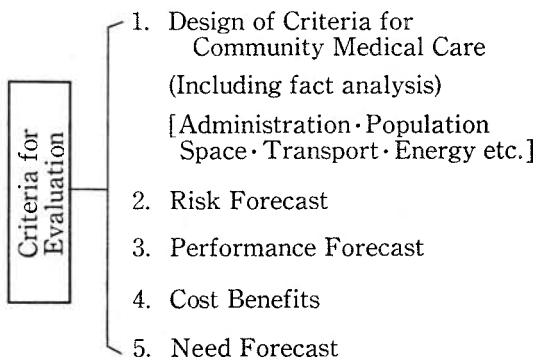 Criteria for
Evaluation
1. Design of Criteria for
Community Medical Care
(Including fact analysis)
[Administration·Population
Space·Transport·Energy etc.]
2. Risk Forecast
3. Performance Forecast
4. Cost Benefits
5. Need Forecast